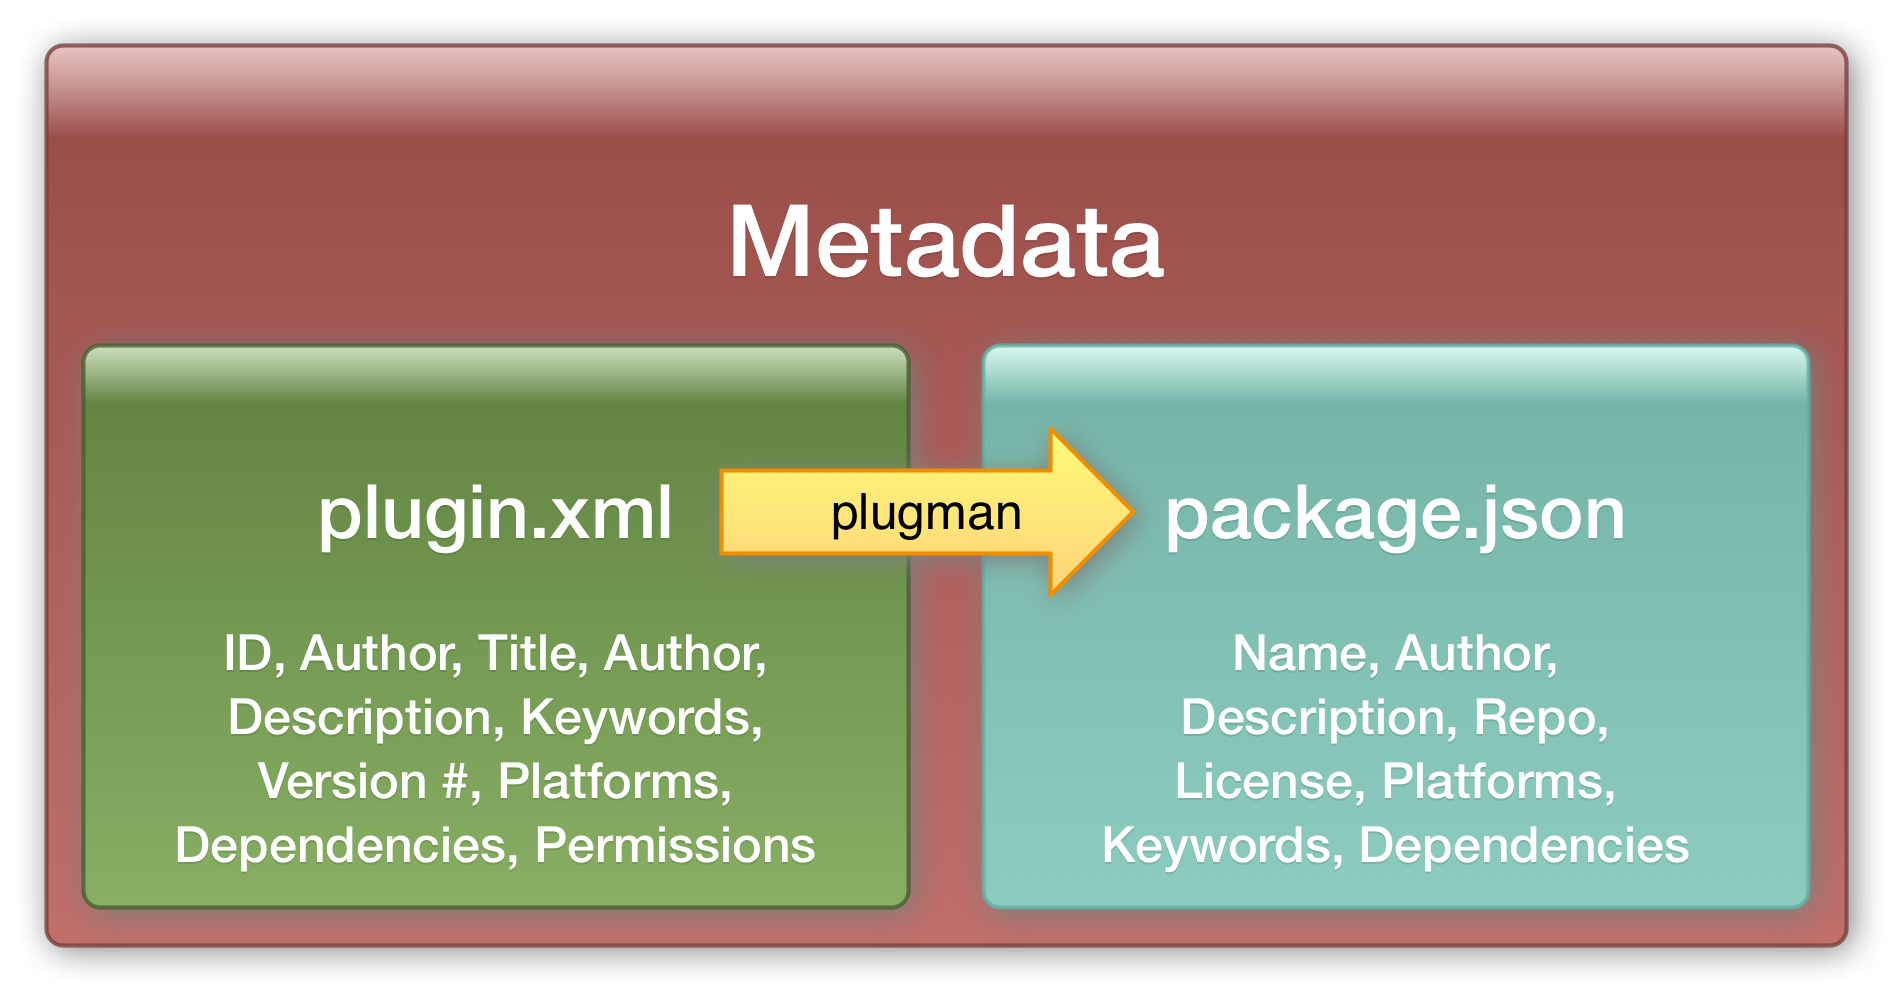 Metadata
plugin.xml
plugman
package.json
ID, Author, Title, Author,
Description, Keywords,
Version #, Platforms,
Dependencies, Permissions
Name, Author,
Description, Repo,
License, Platforms,
Keywords, Dependencies